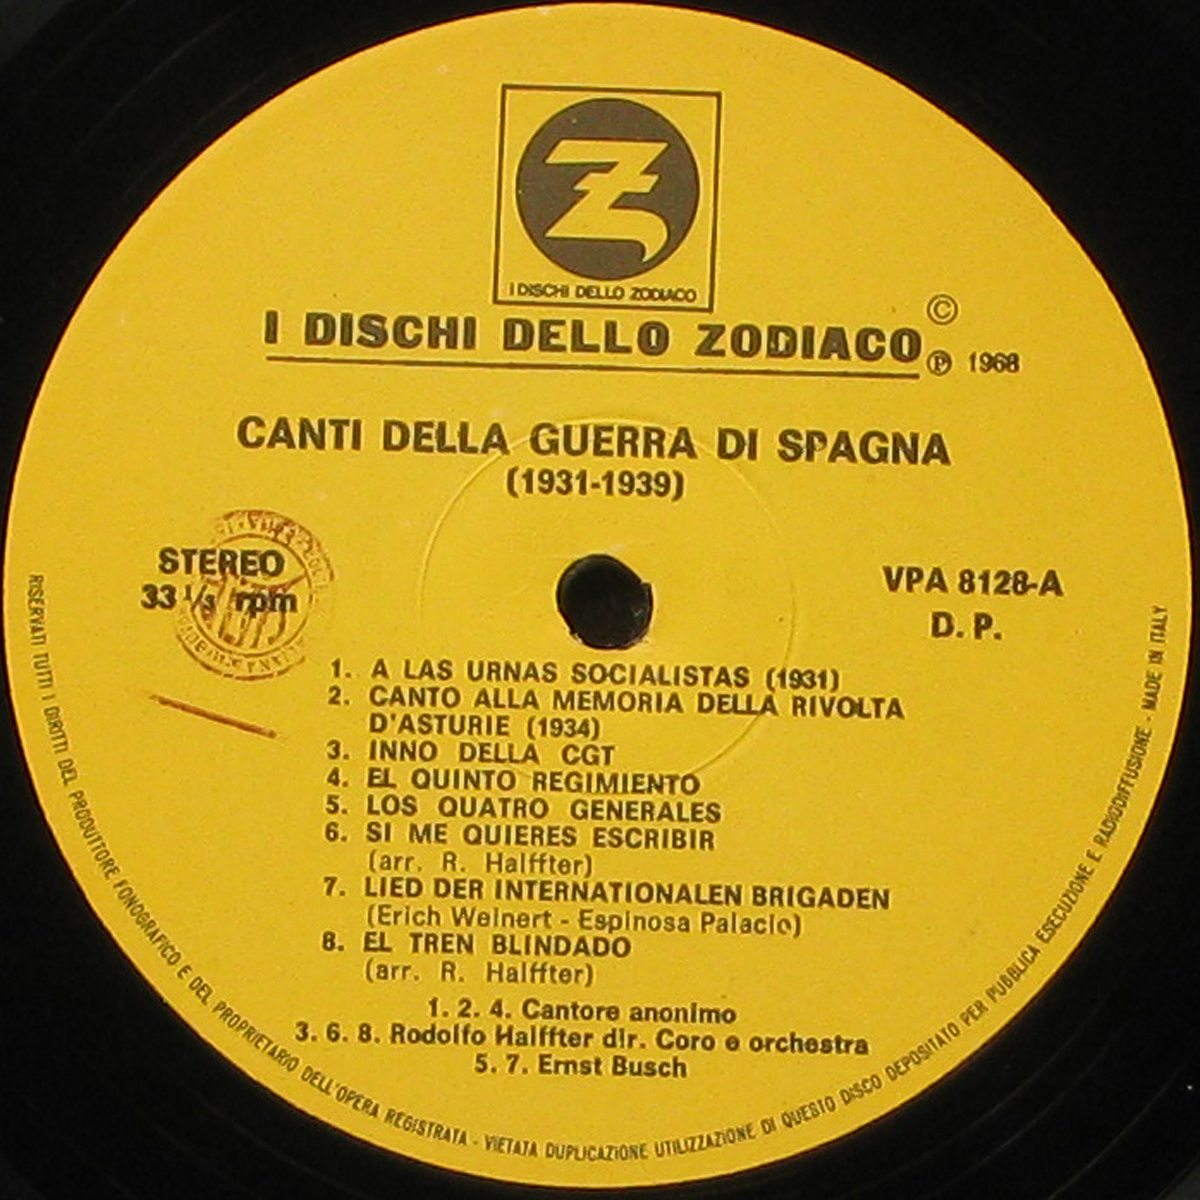 Z
I DISCHI DELLO ZODIACO
I DISCHI DELLO ZODIACO
©
℗ 1968
CANTI DELLA GUERRA DI SPAGNA
(1931-1939)
STEREO
33 ⅓ rpm
VPA 8128-A
D. P.
1. A LAS URNAS SOCIALISTAS (1931)
2. CANTO ALLA MEMORIA DELLA RIVOLTA
D'ASTURIE (1934)
3. INNO DELLA CGT
4. EL QUINTO REGIMIENTO
5. LOS QUATRO GENERALES
6. SI ME QUIERES ESCRIBIR
(arr. R. Halffter)
7. LIED DER INTERNATIONALEN BRIGADEN
(Erich Weinert - Espinosa Palacio)
8. EL TREN BLINDADO
(arr. R. Halffter)
1. 2. 4. Cantore anonimo
3. 6. 8. Rodolfo Halffter dir. Coro e orchestra
5. 7. Ernst Busch
RISERVATI TUTTI I DIRITTI DEL PRODUTTORE FONOGRAFICO E DEL PROPRIETARIO DELL'OPERA REGISTRATA - VIETATA DUPLICAZIONE UTILIZZAZIONE DI QUESTO DISCO DEPOSITATO PER PUBBLICA ESECUZIONE E RADIODIFFUSIONE - MADE IN ITALY